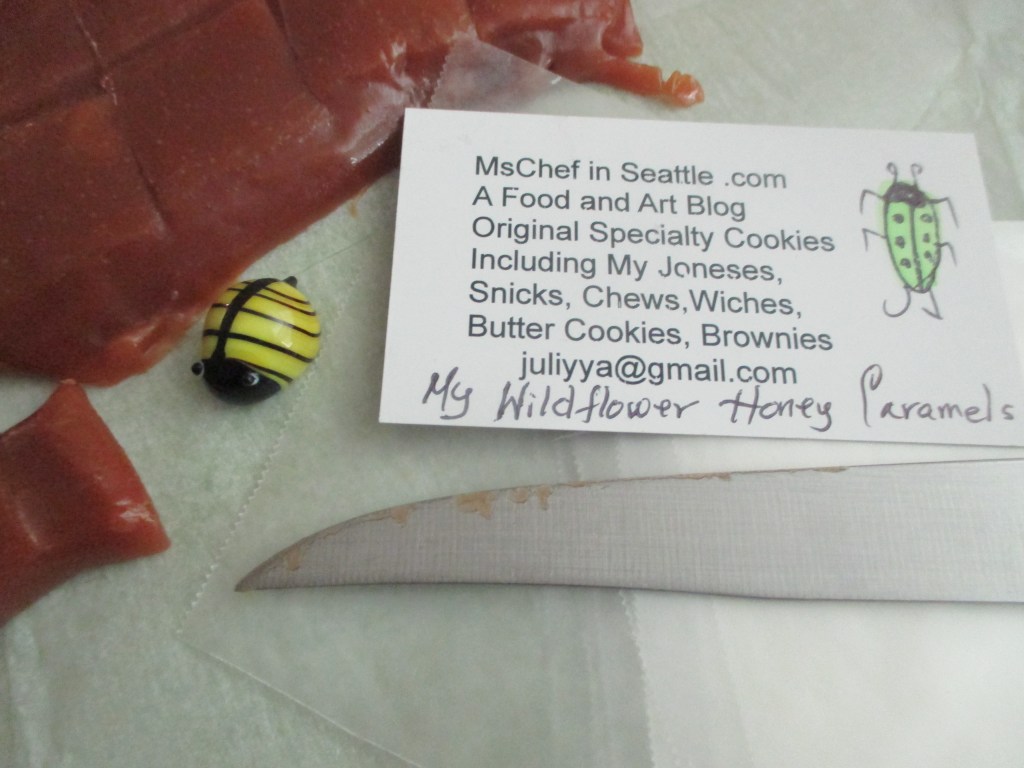 MsChef in Seattle .com
A Food and Art Blog
Original Specialty Cookies
Including My Joneses,
Snicks, Chews,Wiches,
Butter Cookies, Brownies
juliyya@gmail.com
My Wildflower Honey Caramels